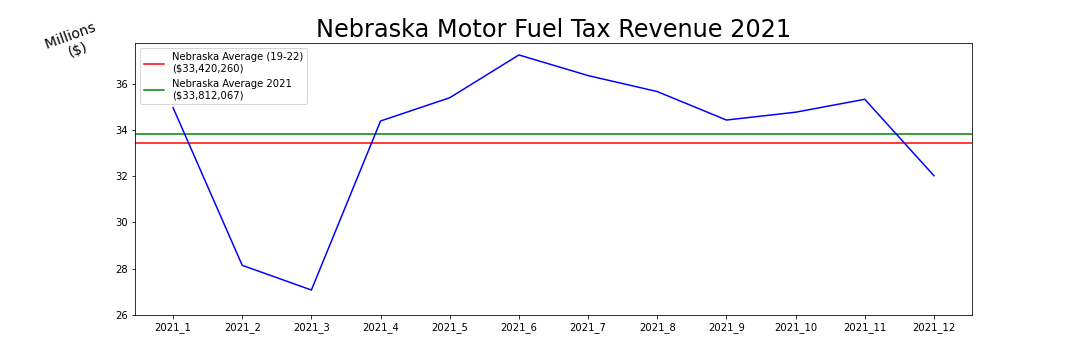 Nebraska Motor Fuel Tax Revenue 2021
Millions
($)
Nebraska Average (19-22)
($33,420,260)
Nebraska Average 2021
($33,812,067)
36
34
32
30
28
26
2021_1 2021_2 2021_3 2021_4 2021_5 2021_6 2021_7 2021_8 2021_9 2021_10 2021_11 2021_12